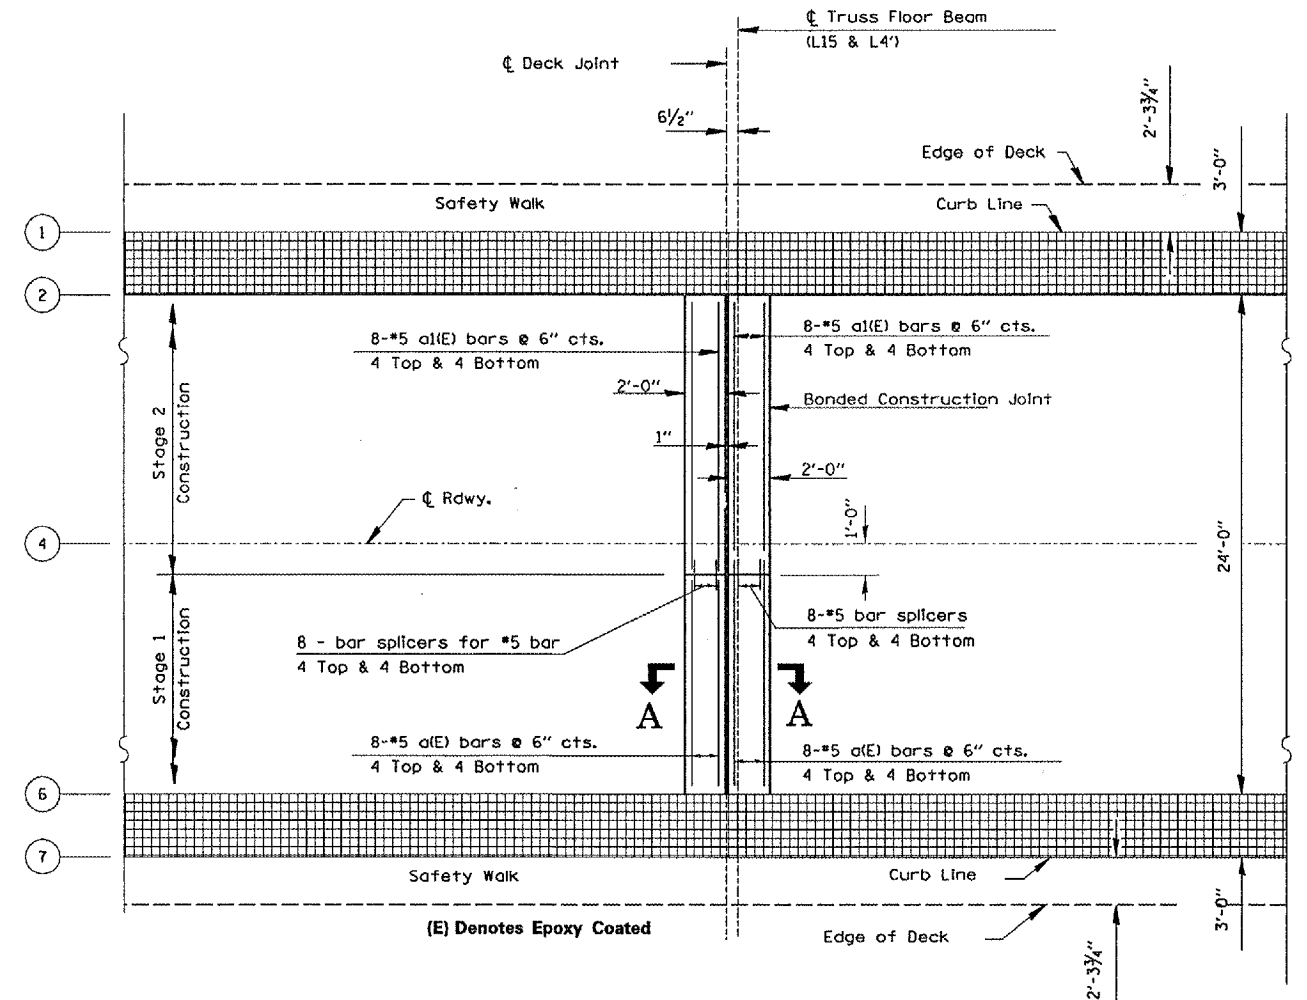 ℄ Truss Floor Beam
(L15 & L4')
℄ Deck Joint
6½"
2'-3¾"
3'-0"
Edge of Deck
Safety Walk
Curb Line
1
2
8-#5 a1(E) bars @ 6" cts.
4 Top & 4 Bottom
8-#5 a1(E) bars @ 6" cts.
4 Top & 4 Bottom
2'-0"
Bonded Construction Joint
Stage 2
Construction
1"
2'-0"
℄ Rdwy.
1'-0"
4
24'-0"
8 - bar splicers for #5 bar
4 Top & 4 Bottom
8-#5 bar splicers
4 Top & 4 Bottom
Stage 1
Construction
A
A
8-#5 a(E) bars @ 6" cts.
4 Top & 4 Bottom
8-#5 a(E) bars @ 6" cts.
4 Top & 4 Bottom
6
7
Safety Walk
Curb Line
3'-0"
(E) Denotes Epoxy Coated
Edge of Deck
2'-3¾"